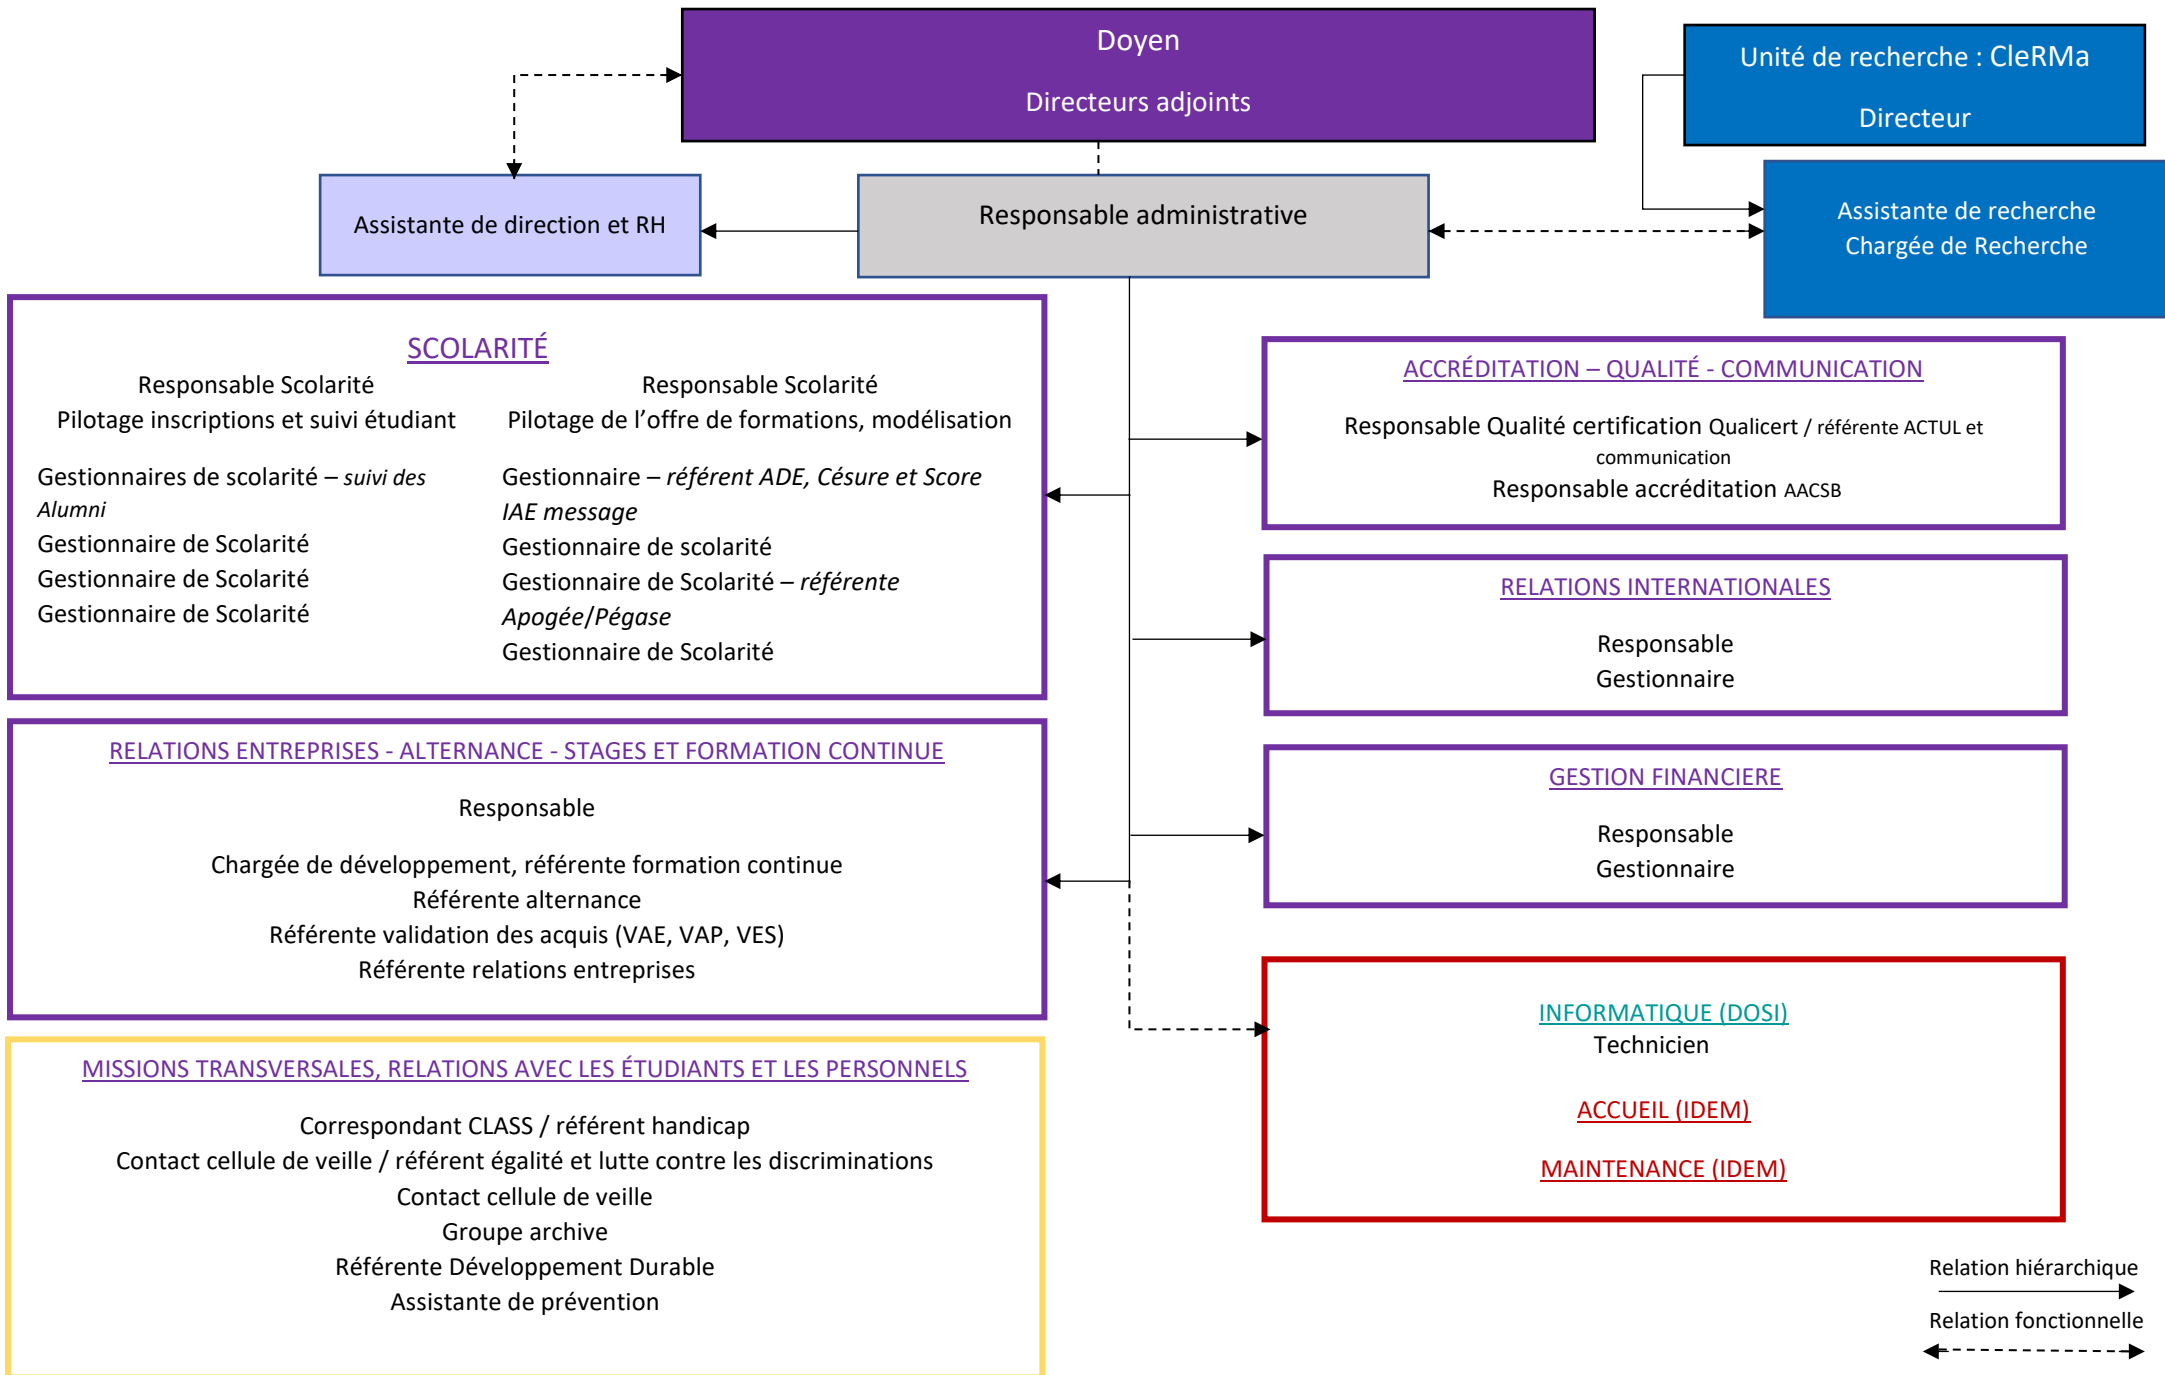 Doyen
Directeurs adjoints
Unité de recherche : CleRMa
Directeur
Assistante de direction et RH
Responsable administrative
Assistante de recherche
Chargée de Recherche
SCOLARITÉ
Responsable Scolarité
Pilotage inscriptions et suivi étudiant
Gestionnaires de scolarité – suivi des
Alumni
Gestionnaire de Scolarité
Gestionnaire de Scolarité
Gestionnaire de Scolarité
Responsable Scolarité
Pilotage de l’offre de formations, modélisation
Gestionnaire – référent ADE, Césure et Score
IAE message
Gestionnaire de scolarité
Gestionnaire de Scolarité – référente
Apogée/Pégase
Gestionnaire de Scolarité
ACCRÉDITATION – QUALITÉ - COMMUNICATION
Responsable Qualité certification Qualicert / référente ACTUL et
communication
Responsable accréditation AACSB
RELATIONS INTERNATIONALES
Responsable
Gestionnaire
RELATIONS ENTREPRISES - ALTERNANCE - STAGES ET FORMATION CONTINUE
Responsable
Chargée de développement, référente formation continue
Référente alternance
Référente validation des acquis (VAE, VAP, VES)
Référente relations entreprises
GESTION FINANCIERE
Responsable
Gestionnaire
INFORMATIQUE (DOSI)
Technicien
ACCUEIL (IDEM)
MAINTENANCE (IDEM)
MISSIONS TRANSVERSALES, RELATIONS AVEC LES ÉTUDIANTS ET LES PERSONNELS
Correspondant CLASS / référent handicap
Contact cellule de veille / référent égalité et lutte contre les discriminations
Contact cellule de veille
Groupe archive
Référente Développement Durable
Assistante de prévention
Relation hiérarchique
Relation fonctionnelle